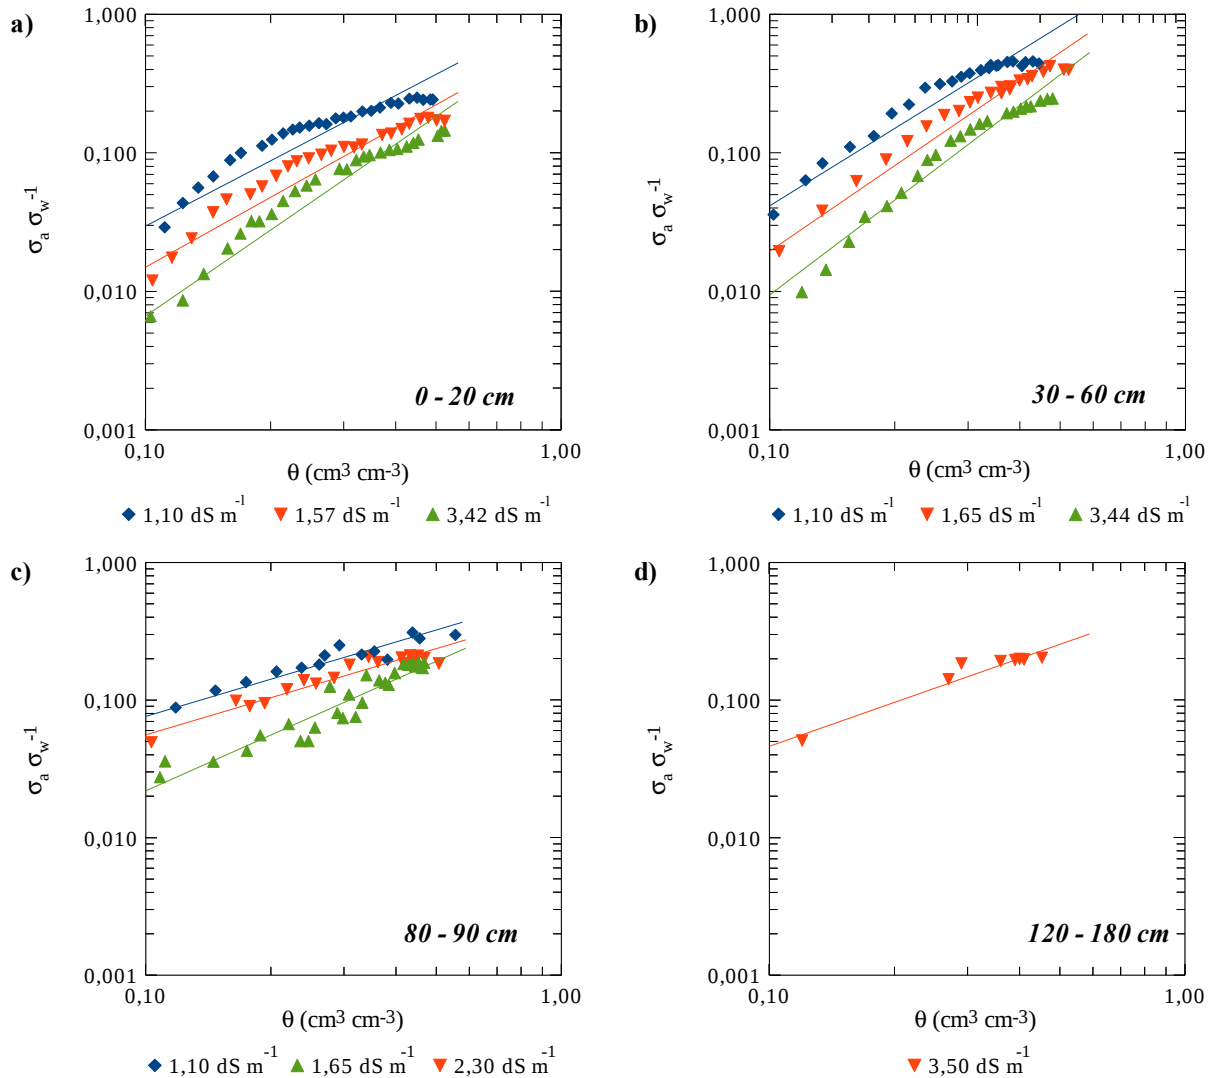 a)
1,000
0,100
0,010
0,001
σa σw-1
0 - 20 cm
0,10
1,00
θ (cm3 cm-3)
1,10 dS m-1
1,57 dS m-1
3,42 dS m-1
b)
1,000
0,100
0,010
0,001
σa σw-1
30 - 60 cm
0,10
1,00
θ (cm3 cm-3)
1,10 dS m-1
1,65 dS m-1
3,44 dS m-1
c)
1,000
0,100
0,010
0,001
σa σw-1
80 - 90 cm
0,10
1,00
θ (cm3 cm-3)
1,10 dS m-1
1,65 dS m-1
2,30 dS m-1
d)
1,000
0,100
0,010
0,001
σa σw-1
120 - 180 cm
0,10
1,00
θ (cm3 cm-3)
3,50 dS m-1